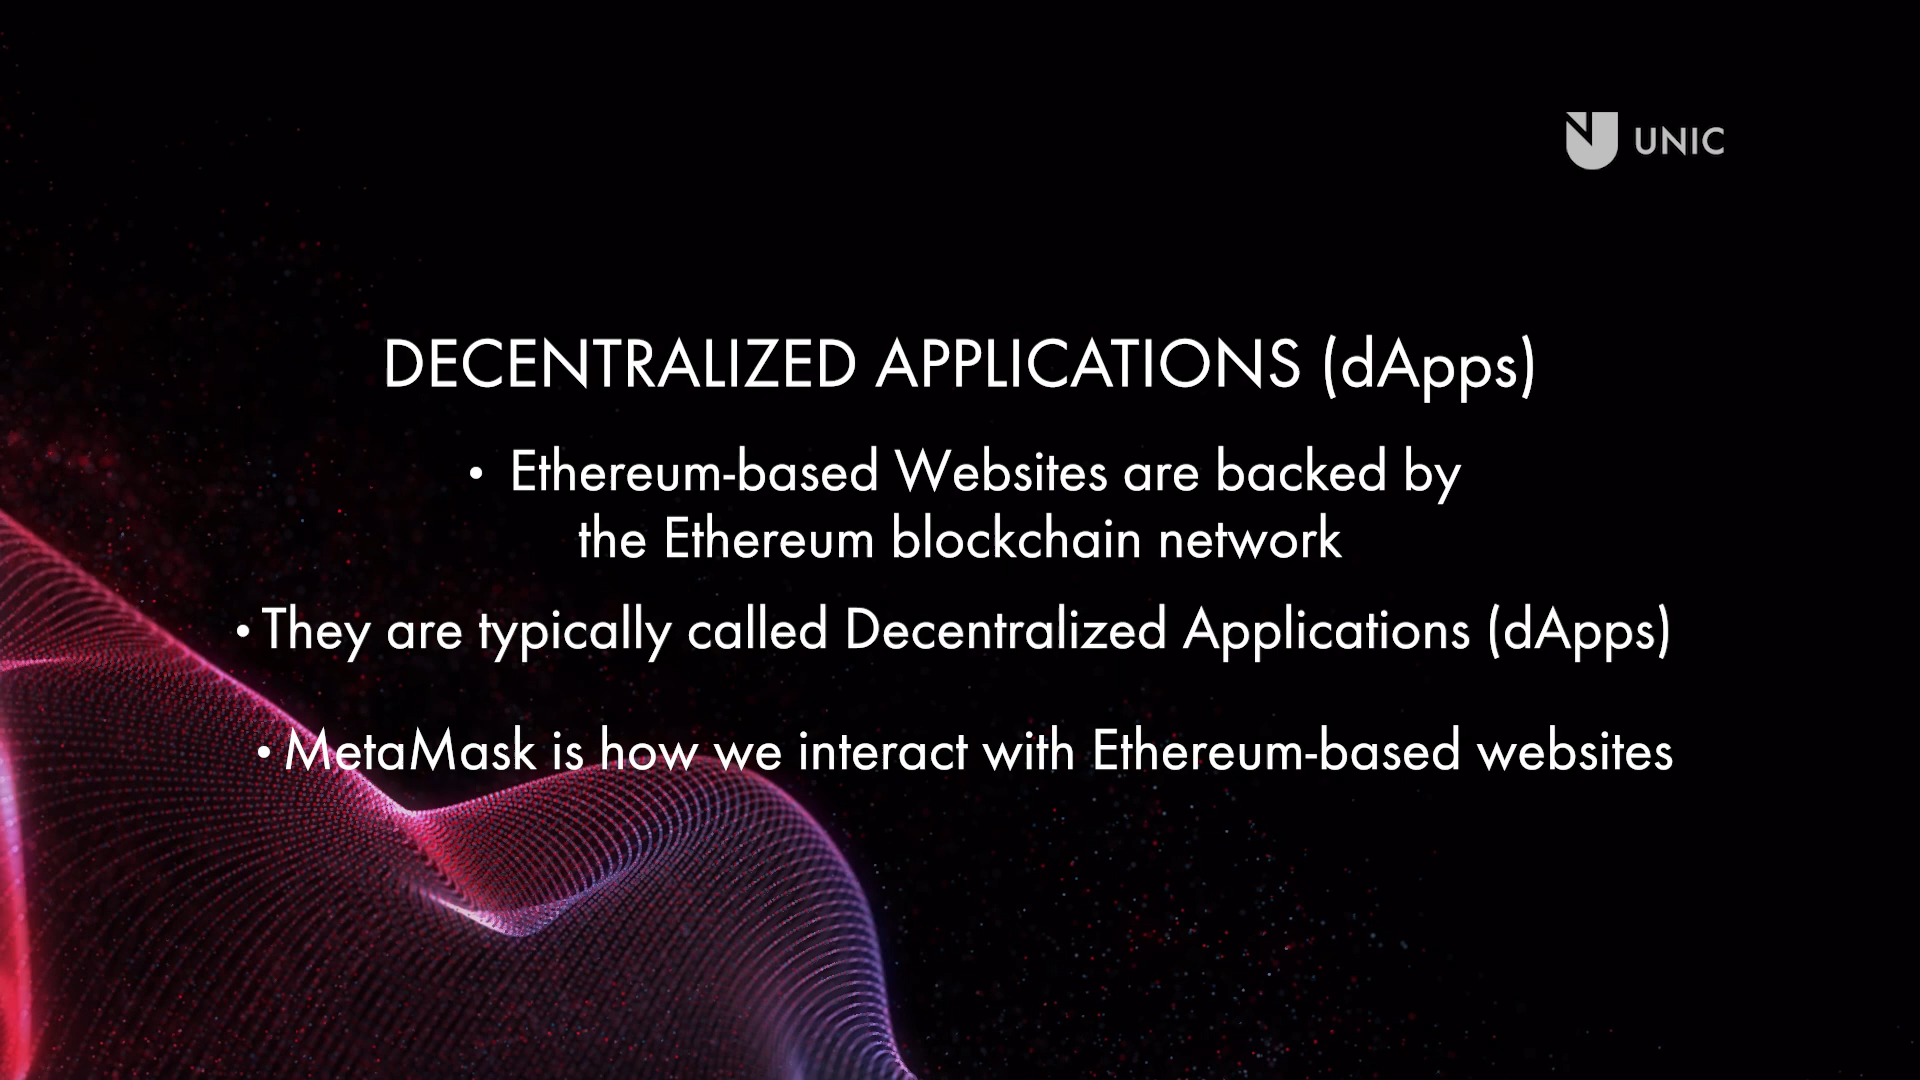 UNIC
DECENTRALIZED APPLICATIONS (dApps)
• Ethereum-based Websites are backed by
the Ethereum blockchain network
• They are typically called Decentralized Applications (dApps)
• MetaMask is how we interact with Ethereum-based websites